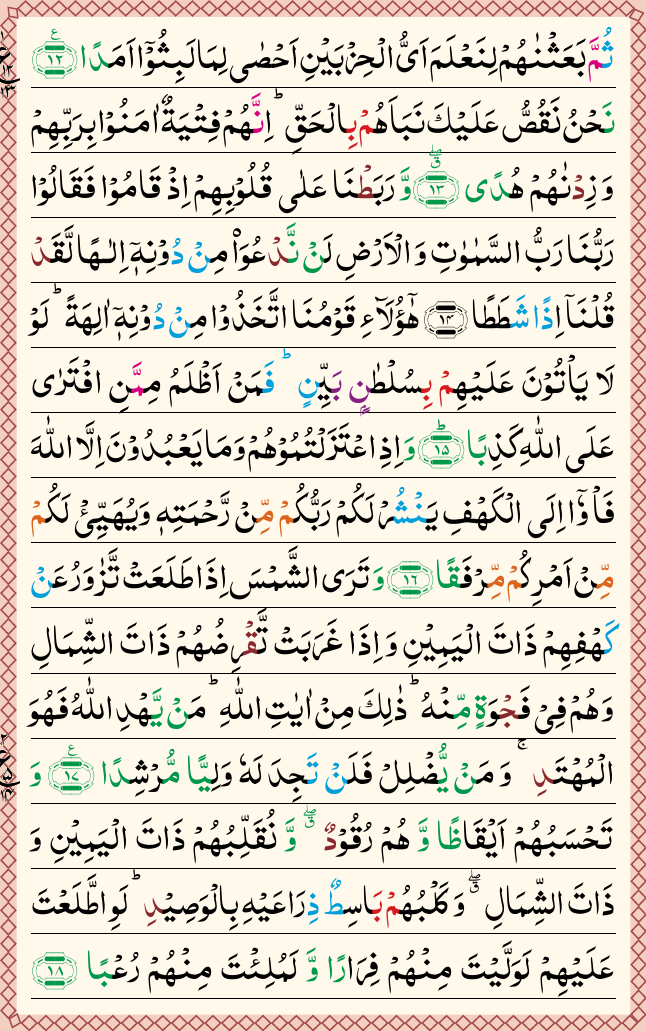 ثُمَّ بَعَثۡنٰهُمۡ لِنَعۡلَمَ اَىُّ الۡحِزۡبَيۡنِ اَحۡصٰى لِمَا لَبِثُوۡۤا اَمَدًا ﴿۱۲﴾ ع
نَحۡنُ نَقُصُّ عَلَيۡكَ نَبَاَهُمۡ بِالۡحَقِّ‌ ؕ اِنَّهُمۡ فِتۡيَةٌ اٰمَنُوۡا بِرَبِّهِمۡ
وَزِدۡنٰهُمۡ هُدًى ﴿۱۳﴾ ۖق وَّرَبَطۡنَا عَلٰى قُلُوۡبِهِمۡ اِذۡ قَامُوۡا فَقَالُوۡا
رَبُّنَا رَبُّ السَّمٰوٰتِ وَالۡاَرۡضِ لَنۡ نَّدۡعُوَا۟ مِنۡ دُوۡنِهٖۤ اِلٰهًا لَّقَدۡ
قُلۡنَاۤ اِذًا شَطَطًا ﴿۱۴﴾ هٰٓؤُلَاۤءِ قَوۡمُنَا اتَّخَذُوۡا مِنۡ دُوۡنِهٖۤ اٰلِهَةً‌ ؕ لَوۡ
لَا يَاۡتُوۡنَ عَلَيۡهِمۡ بِسُلۡطٰنٍۢ بَيِّنٍ‌ ؕ فَمَنۡ اَظۡلَمُ مِمَّنِ افۡتَرٰى
عَلَى اللّٰهِ كَذِبًا ؕ ﴿۱۵﴾ وَاِذِ اعۡتَزَلۡتُمُوۡهُمۡ وَمَا يَعۡبُدُوۡنَ اِلَّا اللّٰهَ
فَاۡوٗۤا اِلَى الۡكَهۡفِ يَنۡشُرۡ لَكُمۡ رَبُّكُمۡ مِّنۡ رَّحۡمَتِهٖ وَيُهَيِّئۡ لَكُمۡ
مِّنۡ اَمۡرِكُمۡ مِّرۡفَقًا ﴿۱۶﴾ وَتَرَى الشَّمۡسَ اِذَا طَلَعَتۡ تَّزٰوَرُ عَنۡ
كَهۡفِهِمۡ ذَاتَ الۡيَمِيۡنِ وَاِذَا غَرَبَتۡ تَّقۡرِضُهُمۡ ذَاتَ الشِّمَالِ
وَهُمۡ فِىۡ فَجۡوَةٍ مِّنۡهُ‌ ؕ ذٰلِكَ مِنۡ اٰيٰتِ اللّٰهِ‌ ؕ مَنۡ يَّهۡدِ اللّٰهُ فَهُوَ
الۡمُهۡتَدِ ‌ۚ وَمَنۡ يُّضۡلِلۡ فَلَنۡ تَجِدَ لَهٗ وَلِيًّا مُّرۡشِدًا ﴿۱۷﴾ ع وَ
تَحۡسَبُهُمۡ اَيۡقَاظًا وَّهُمۡ رُقُوۡدٌ‌ ۖق وَّنُقَلِّبُهُمۡ ذَاتَ الۡيَمِيۡنِ وَ
ذَاتَ الشِّمَالِ‌ ۖق وَكَلۡبُهُمۡ بَاسِطٌ ذِرَاعَيۡهِ بِالۡوَصِيۡدِ‌ ؕ لَوِ اطَّلَعۡتَ
عَلَيۡهِمۡ لَوَلَّيۡتَ مِنۡهُمۡ فِرَارًا وَّلَمُلِئۡتَ مِنۡهُمۡ رُعۡبًا ﴿۱۸﴾